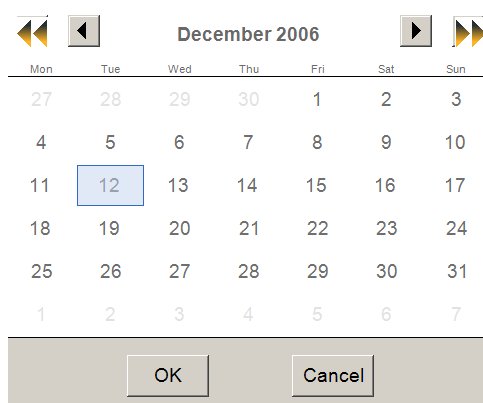 December 2006
Mon Tue Wed Thu Fri Sat Sun
27 28 29 30 1 2 3
4 5 6 7 8 9 10
11 12 13 14 15 16 17
18 19 20 21 22 23 24
25 26 27 28 29 30 31
1 2 3 4 5 6 7
OK Cancel